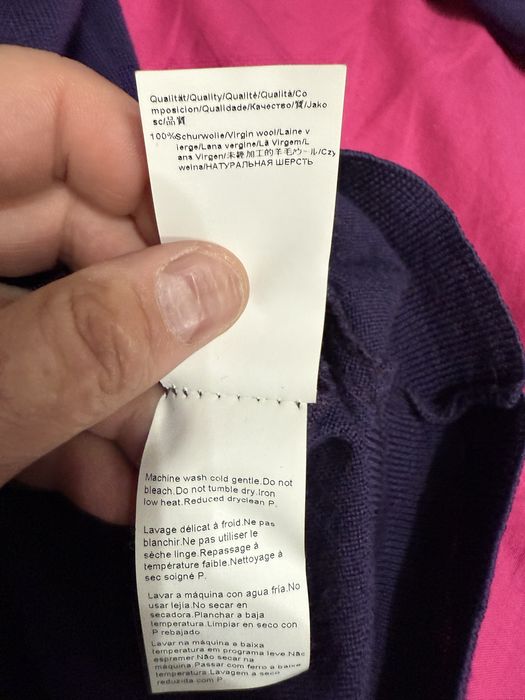 Qualität/Quality/Qualité/Qualità/Co
mposicion/Qualidade/Качество/質/Jako
sc/品質
100%Schurwolle/Virgin wool/Laine v
ierge/Lana vergine/Lä Virgem/L
ana Virgen/未經加工的羊毛/ウール/Czy
welna/НАТУРАЛЬНАЯ ШЕРСТЬ
Machine wash cold gentle.Do not
bleach.Do not tumble dry.Iron
low heat.Reduced dryclean P.
Lavage délicat à froid.Ne pas
blanchir.Ne pas utiliser le
sèche linge.Repassage à
température faible.Nettoyage à
sec soigné P.
Lavar a máquina con agua fria.No
usar lejía.No secar en
secadora.Planchar a baja
temperatura.Limpiar en seco con
P rebajado
Lavar na máquina e baixa
temperatura em programa leve.Não
espremer Não secar na
máquina.Passar com ferro a baixa
temperatura.Lavagem a seco
reduzida com P